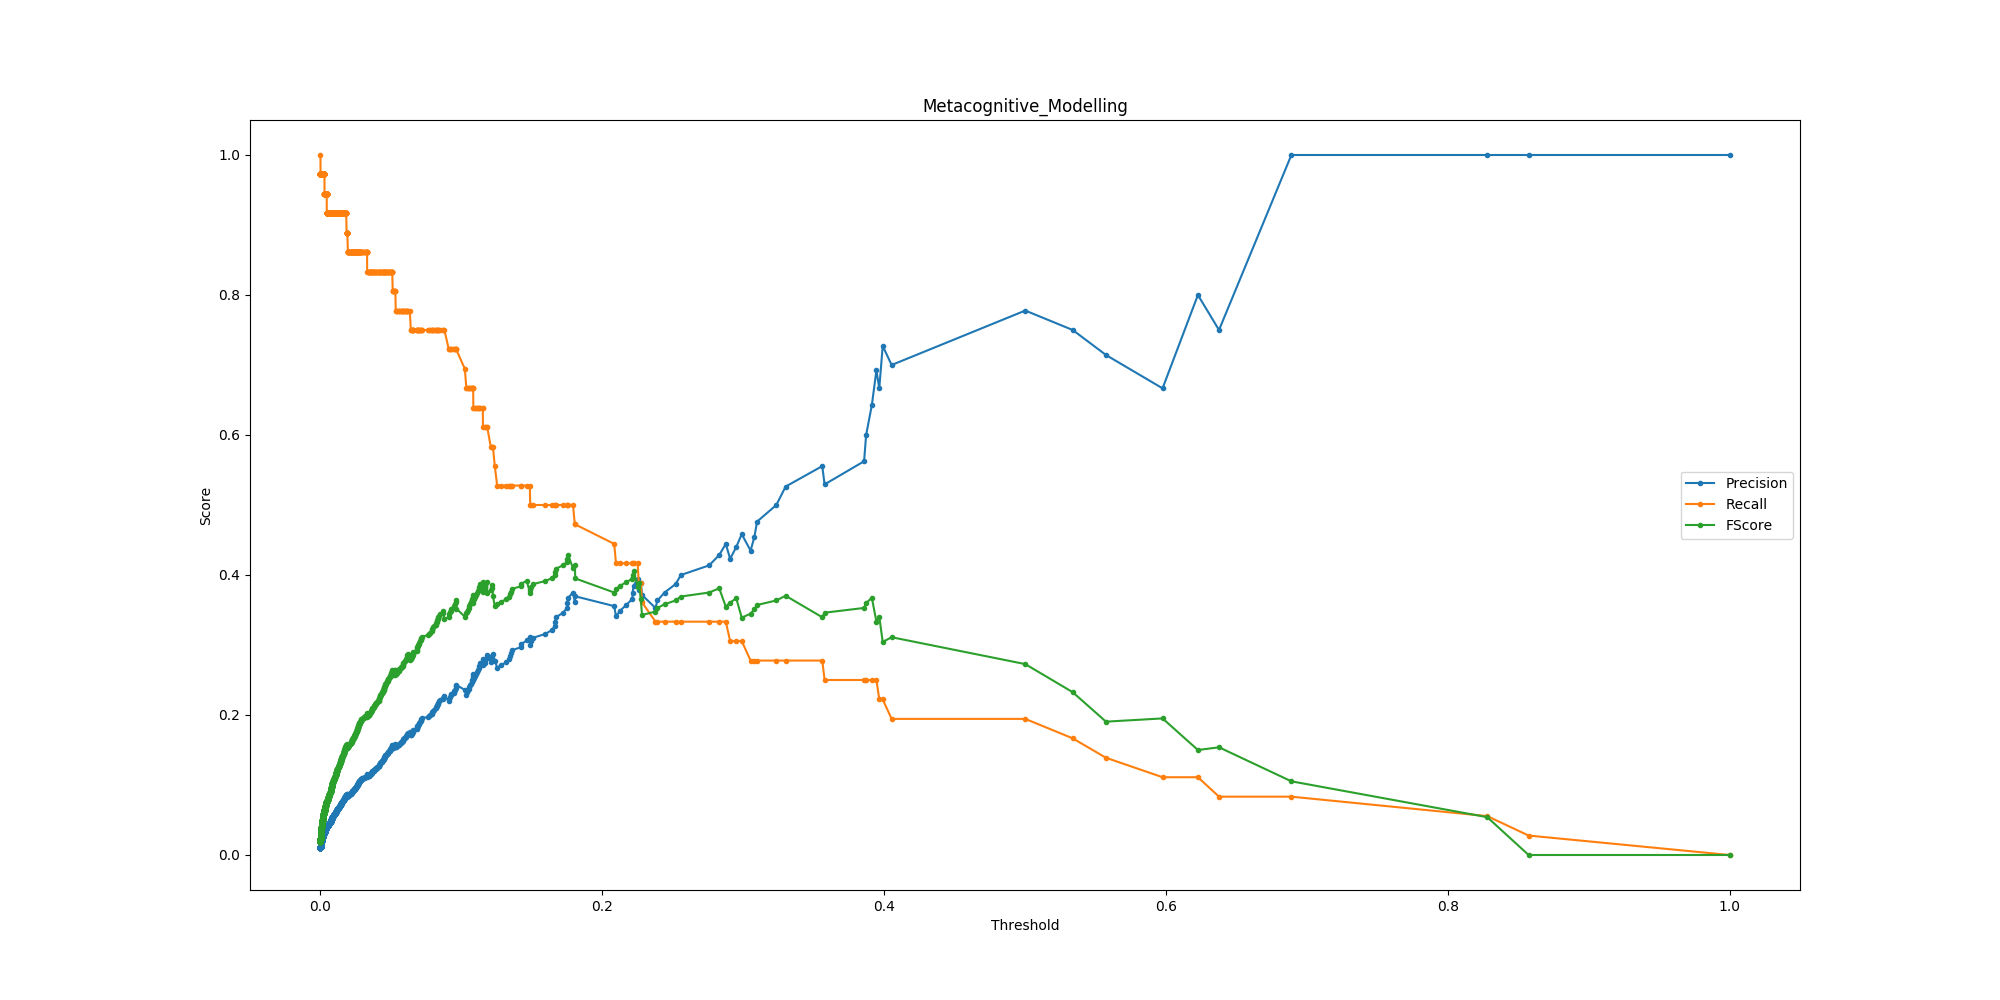 Metacognitive_Modelling
1.0
0.8
0.6
0.4
0.2
0.0
Score
Precision
Recall
FScore
0.0 0.2 0.4 0.6 0.8 1.0
Threshold